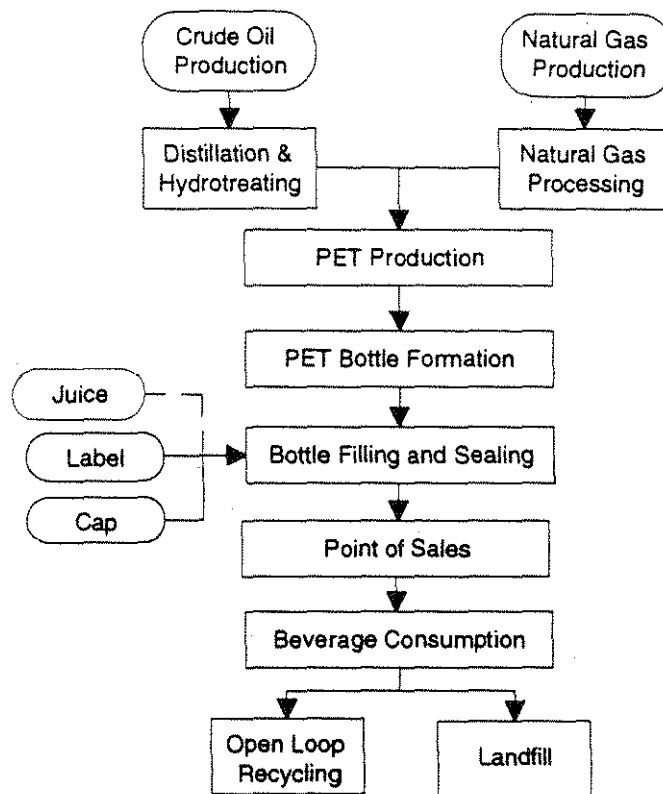 Crude Oil
Production
Natural Gas
Production
Distillation &
Hydrotreating
Natural Gas
Processing
PET Production
PET Bottle Formation
Juice
Label
Cap
Bottle Filling and Sealing
Point of Sales
Beverage Consumption
Open Loop
Recycling
Landfill